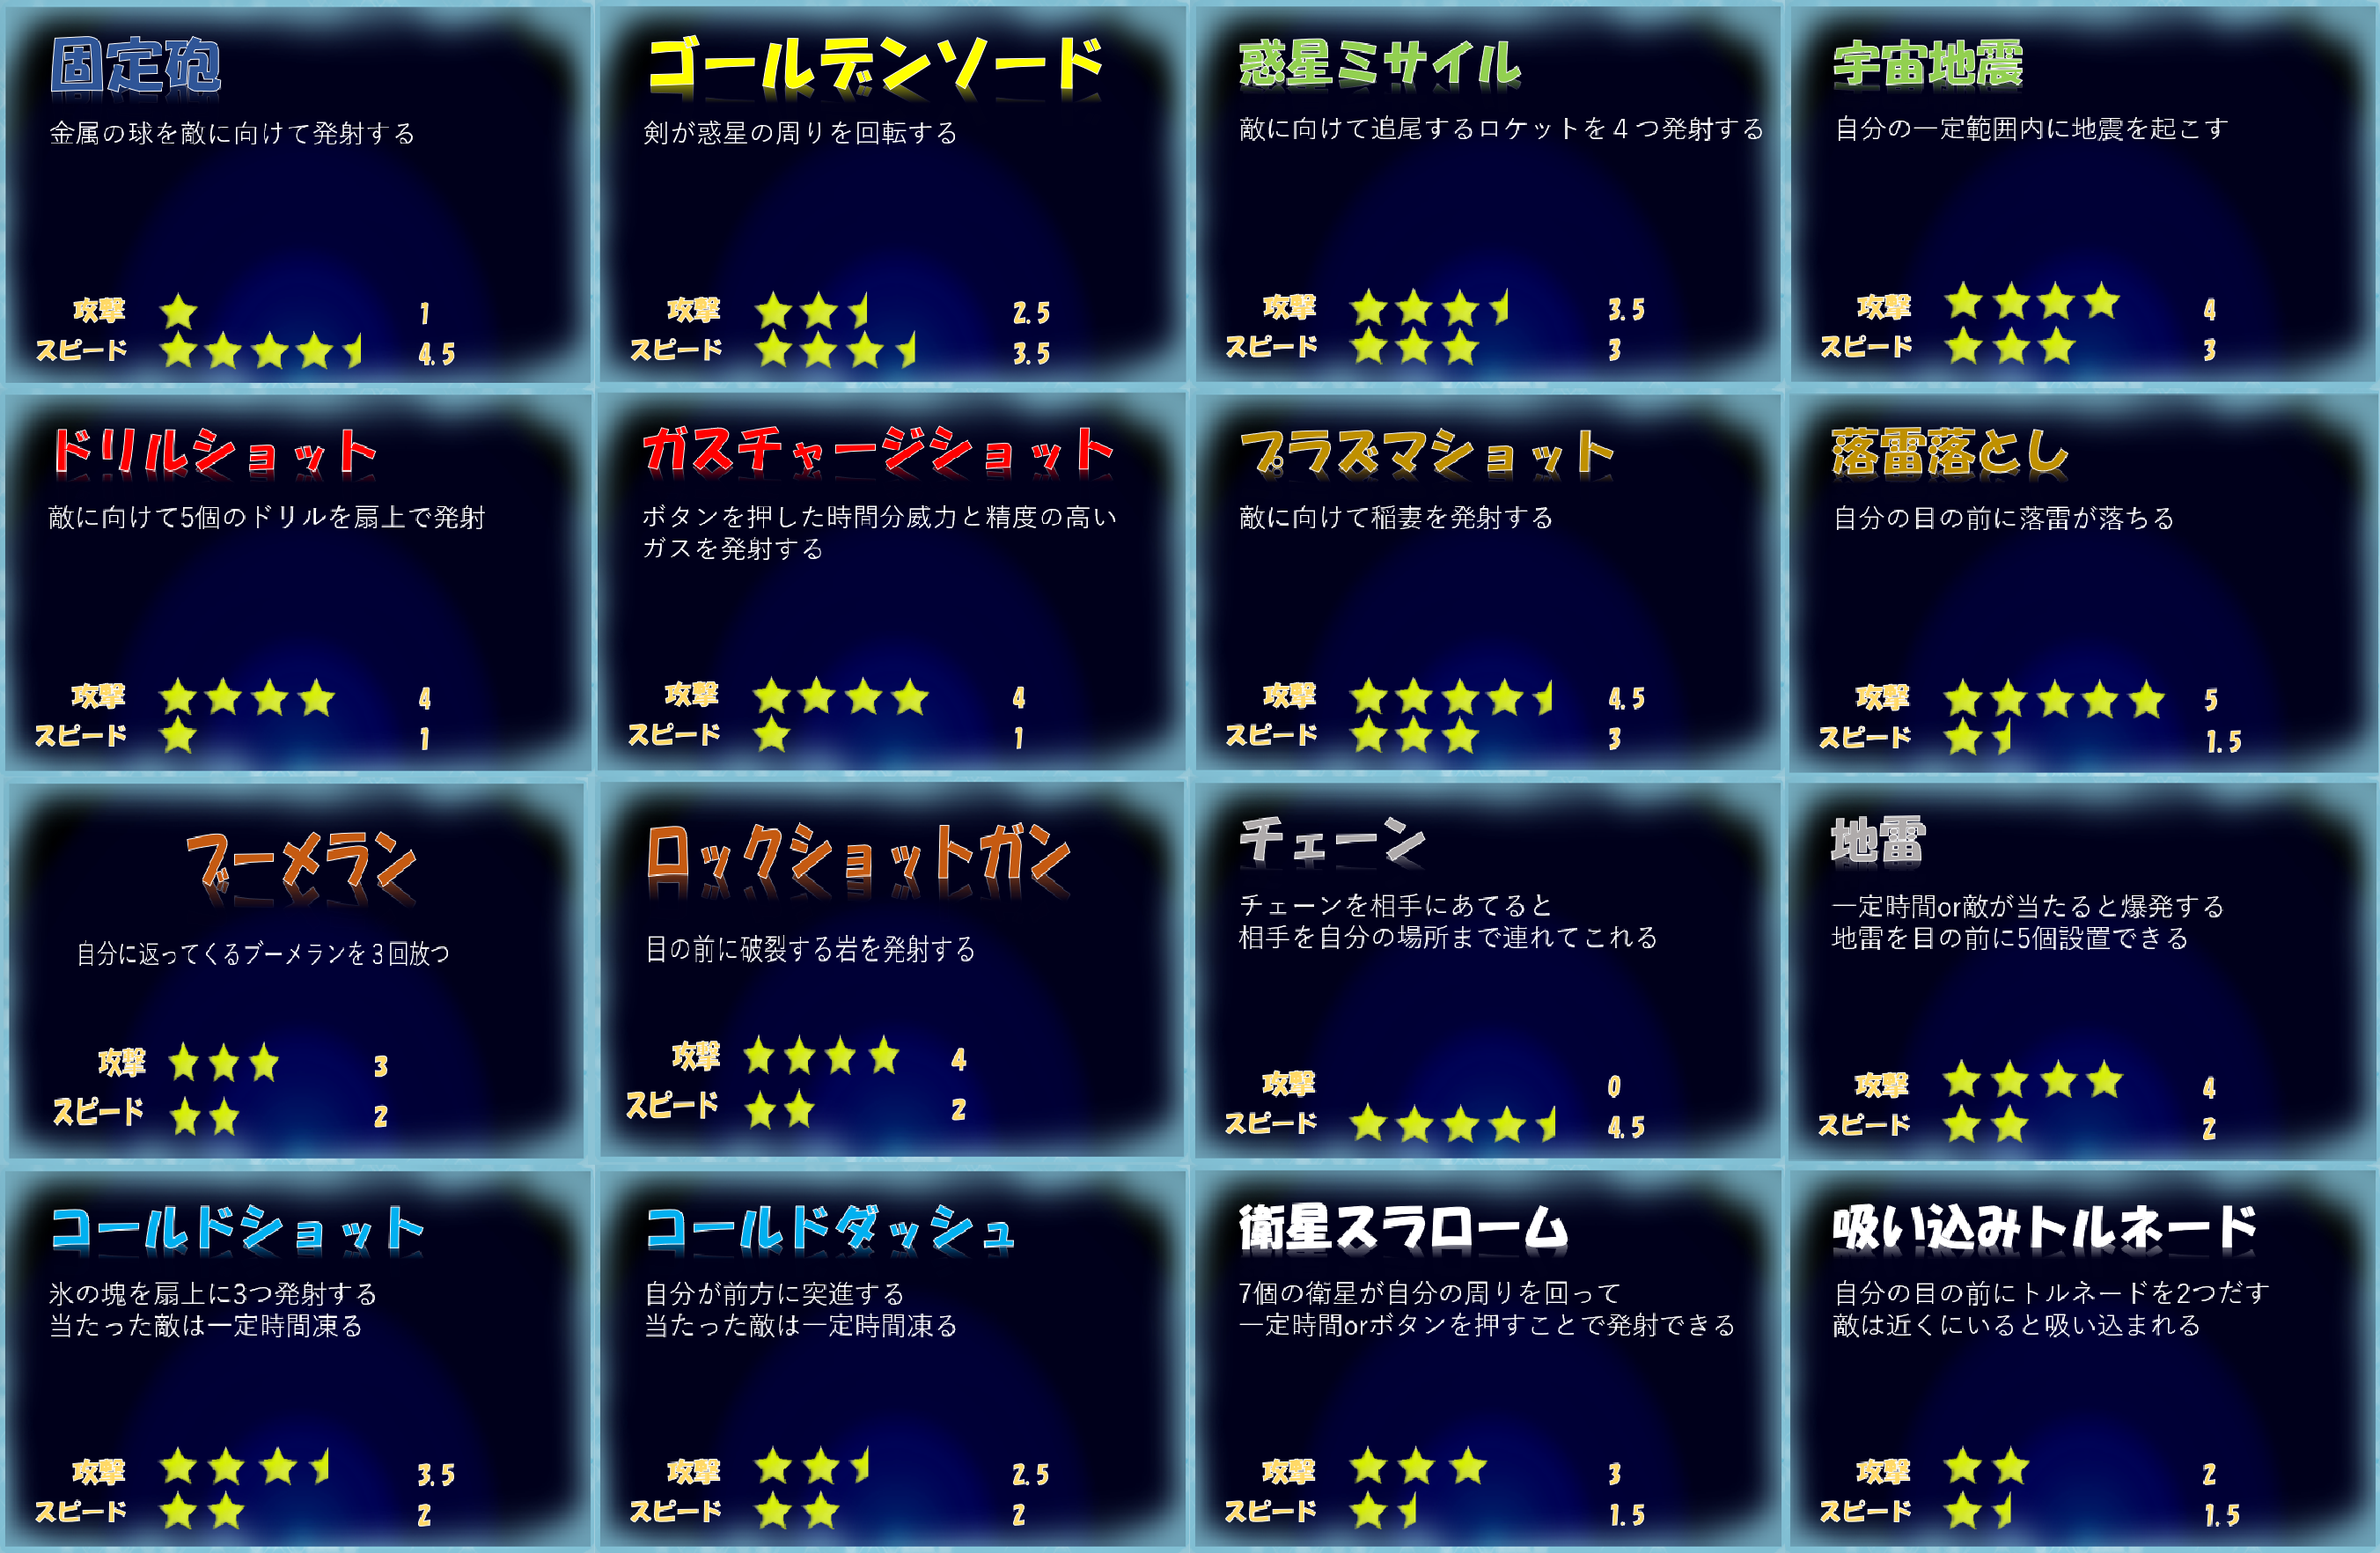 固定砲
金属の球を敵に向けて発射する
攻撃 1
スピード 4.5
ゴールデンソード
剣が惑星の周りを回転する
攻撃 2.5
スピード 3.5
惑星ミサイル
敵に向けて追尾するロケットを４つ発射する
攻撃 3.5
スピード 3
宇宙地震
自分の一定範囲内に地震を起こす
攻撃 4
スピード 3
ドリルショット
敵に向けて5個のドリルを扇上で発射
攻撃 4
スピード 1
ガスチャージショット
ボタンを押した時間分威力と精度の高い
ガスを発射する
攻撃 4
スピード 1
プラズマショット
敵に向けて稲妻を発射する
攻撃 4.5
スピード 3
落雷落とし
自分の目の前に落雷が落ちる
攻撃 5
スピード 1.5
ブーメラン
自分に返ってくるブーメランを３回放つ
攻撃 3
スピード 2
ロックショットガン
目の前に破裂する岩を発射する
攻撃 4
スピード 2
チェーン
チェーンを相手にあてると
相手を自分の場所まで連れてこれる
攻撃 0
スピード 4.5
地雷
一定時間or敵が当たると爆発する
地雷を目の前に5個設置できる
攻撃 4
スピード 2
コールドショット
氷の塊を扇上に3つ発射する
当たった敵は一定時間凍る
攻撃 3.5
スピード 2
コールドダッシュ
自分が前方に突進する
当たった敵は一定時間凍る
攻撃 2.5
スピード 2
衛星スラローム
7個の衛星が自分の周りを回って
一定時間orボタンを押すことで発射できる
攻撃 3
スピード 1.5
吸い込みトルネード
自分の目の前にトルネードを2つだす
敵は近くにいると吸い込まれる
攻撃 2
スピード 1.5